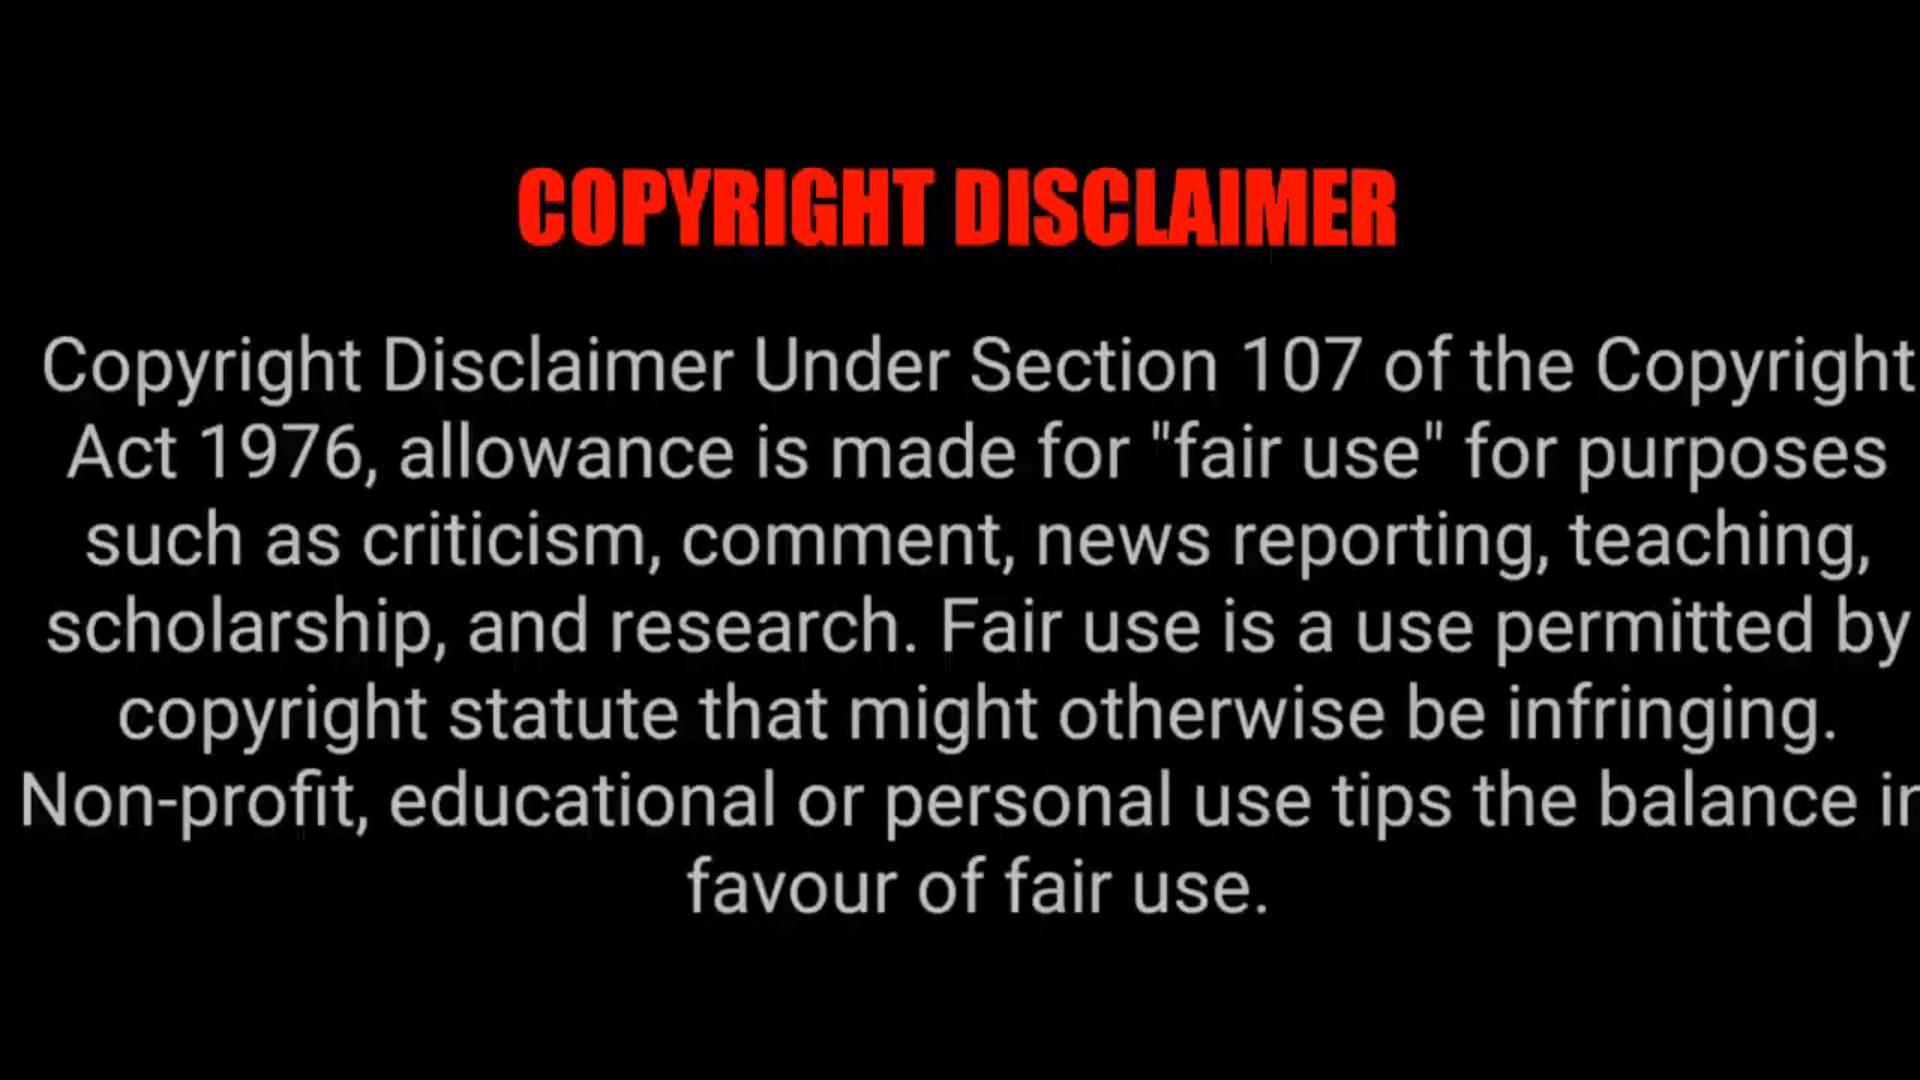 COPYRIGHT DISCLAIMER
Copyright Disclaimer Under Section 107 of the Copyright
Act 1976, allowance is made for "fair use" for purposes
such as criticism, comment, news reporting, teaching,
scholarship, and research. Fair use is a use permitted by
copyright statute that might otherwise be infringing.
Non-profit, educational or personal use tips the balance in
favour of fair use.